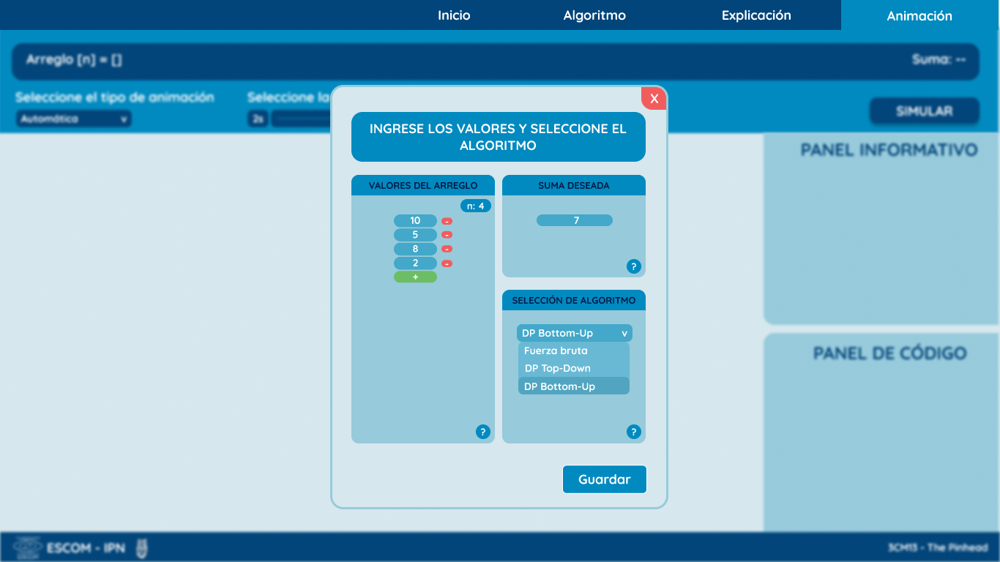 Inicio
Algoritmo
Explicación
Animación
Arreglo [n] = []
Suma: --
Seleccione el tipo de animación
Seleccione la
Automática v
2s
SIMULAR
X
INGRESE LOS VALORES Y SELECCIONE EL
ALGORITMO
VALORES DEL ARREGLO
n: 4
10 -
5 -
8 -
2 -
+
?
SUMA DESEADA
7
?
SELECCIÓN DE ALGORITMO
DP Bottom-Up v
Fuerza bruta
DP Top-Down
DP Bottom-Up
?
Guardar
PANEL INFORMATIVO
PANEL DE CÓDIGO
ESCOM
ESCOM - IPN
3CM13 - The Pinhead